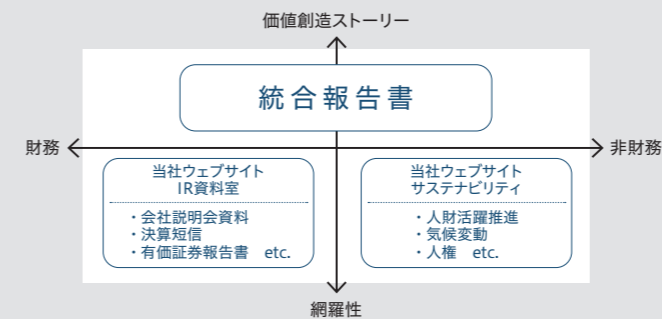 価値創造ストーリー
統合報告書
財務
非財務
当社ウェブサイト
IR資料室
・会社説明会資料
・決算短信
・有価証券報告書　etc.
当社ウェブサイト
サステナビリティ
・人財活躍推進
・気候変動
・人権　etc.
網羅性